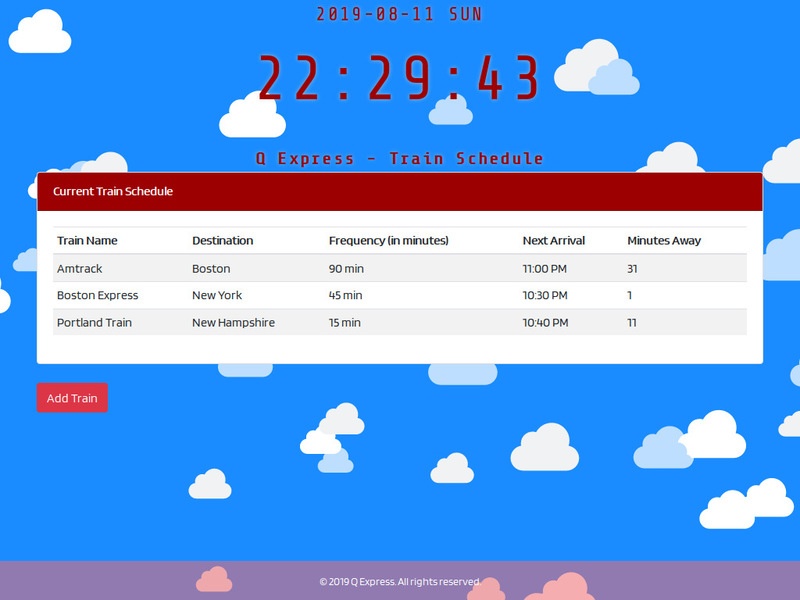 2019-08-11 SUN
22:29:43
Q Express - Train Schedule
Current Train Schedule
Train Name Destination Frequency (in minutes) Next Arrival Minutes Away
Amtrack Boston 90 min 11:00 PM 31
Boston Express New York 45 min 10:30 PM 1
Portland Train New Hampshire 15 min 10:40 PM 11
Add Train
© 2019 Q Express. All rights reserved.